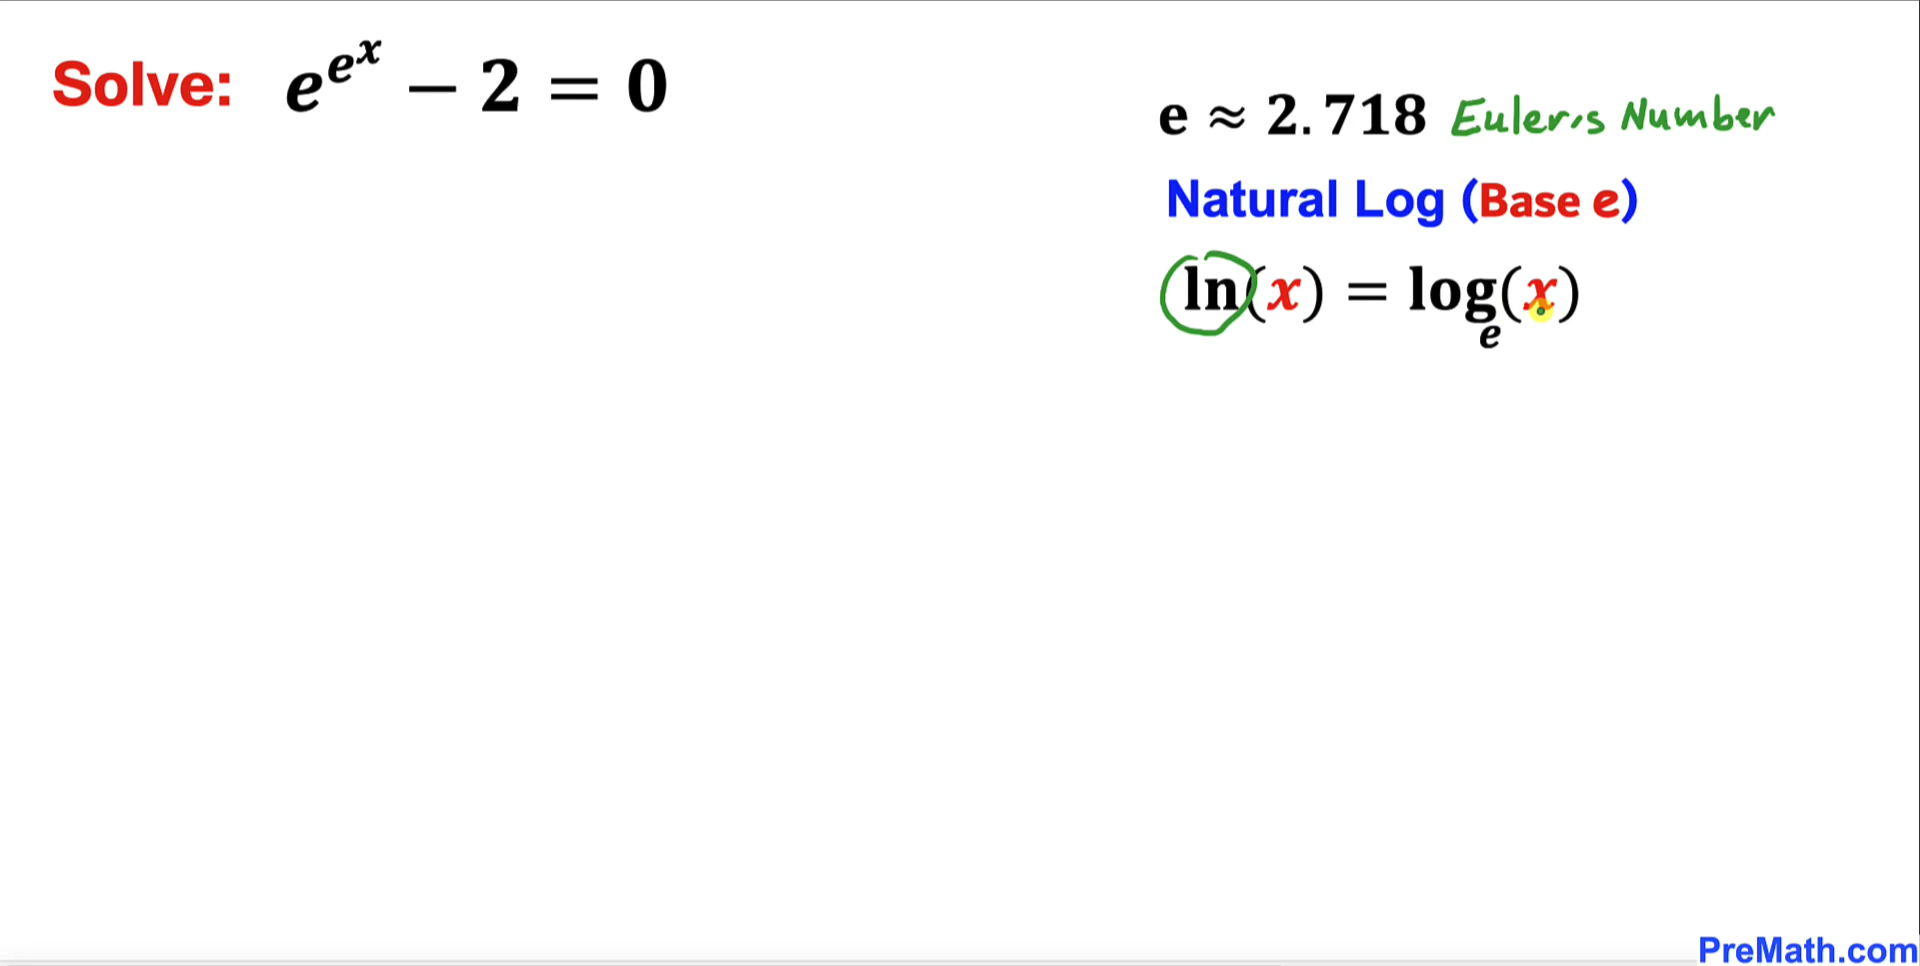 Solve: e^{e^x} − 2 = 0
e ≈ 2.718 Euler's Number
Natural Log (Base e)
ln(x) = log_e(x)
PreMath.com